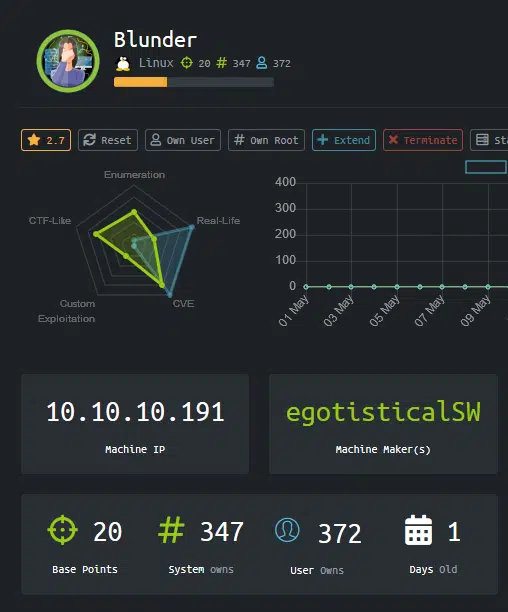 Blunder
Linux 20 # 347 372
2.7 Reset Own User # Own Root Extend Terminate
Enumeration
CTF-Like
Real-Life
Custom
Exploitation
CVE
400
300
200
100
0
01 May 03 May 05 May 07 May 09 May
10.10.10.191
Machine IP
egotisticalSW
Machine Maker(s)
20 # 347 372 1
Base Points System owns User Owns Days Old